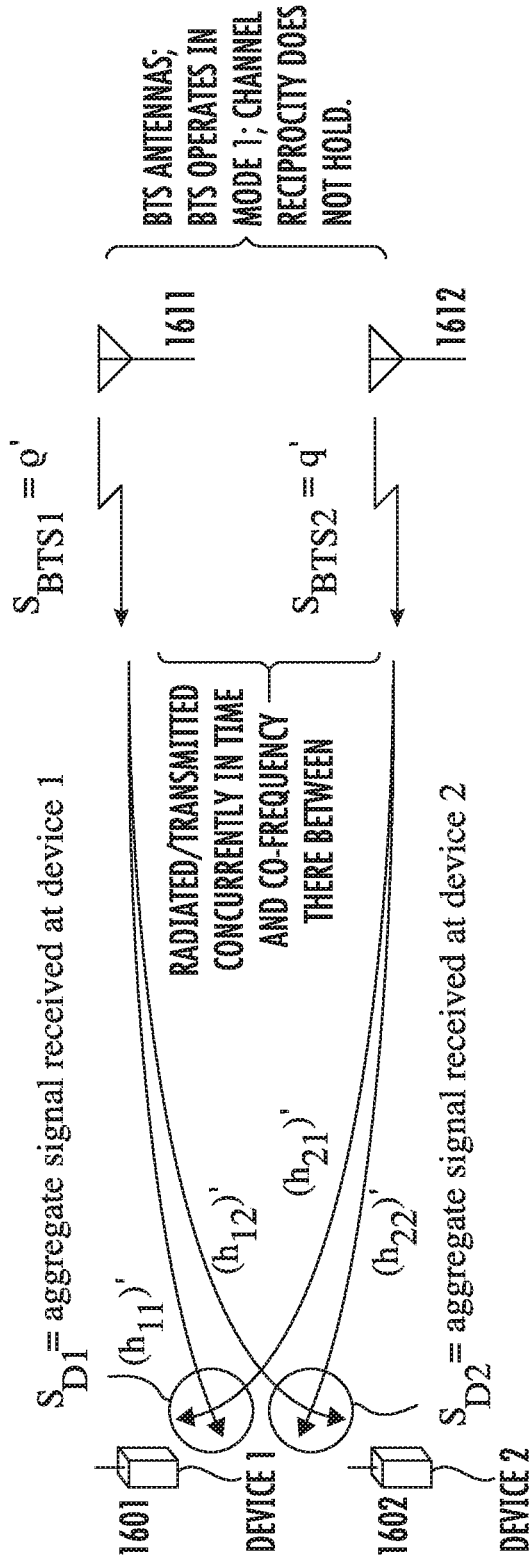 S_D1 = aggregate signal received at device 1
S_BTS1 = ϱ'
1601
DEVICE 1
(h_11)'
(h_12)'
RADIATED/TRANSMITTED
CONCURRENTLY IN TIME
AND CO-FREQUENCY
THERE BETWEEN
1611
BTS ANTENNAS;
BTS OPERATES IN
MODE 1; CHANNEL
RECIPROCITY DOES
NOT HOLD.
(h_21)'
(h_22)'
S_BTS2 = q'
1612
1602
DEVICE 2
S_D2 = aggregate signal received at device 2